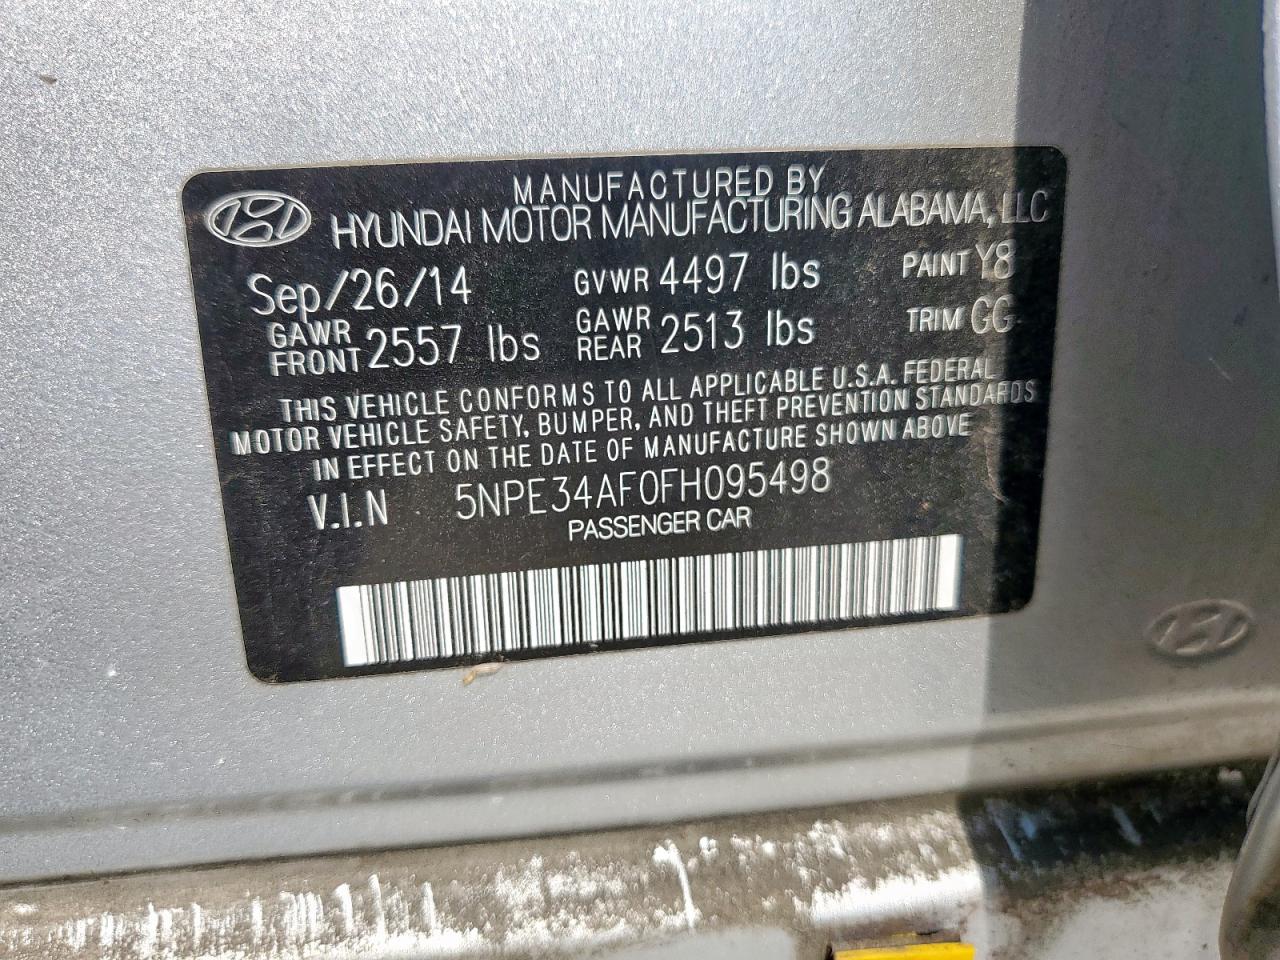 MANUFACTURED BY
HYUNDAI MOTOR MANUFACTURING ALABAMA, LLC
Sep/26/14 GVWR 4497 lbs PAINT Y8
GAWR FRONT 2557 lbs GAWR REAR 2513 lbs TRIM GG
THIS VEHICLE CONFORMS TO ALL APPLICABLE U.S.A. FEDERAL
MOTOR VEHICLE SAFETY, BUMPER, AND THEFT PREVENTION STANDARDS
IN EFFECT ON THE DATE OF MANUFACTURE SHOWN ABOVE
V.I.N 5NPE34AF0FH095498
PASSENGER CAR